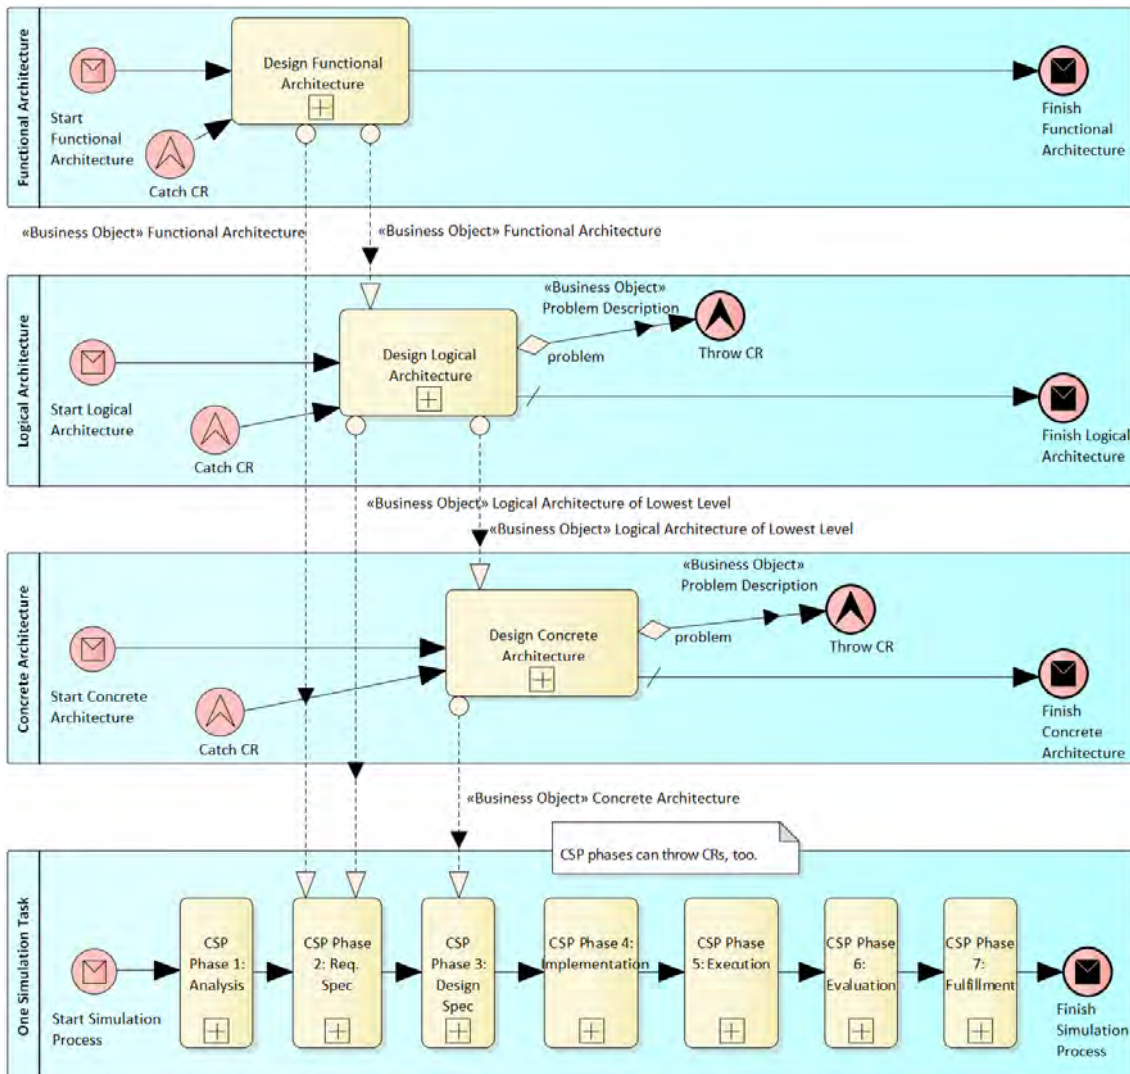 Functional Architecture
Design Functional
Architecture
Start
Functional
Architecture
Catch CR
Finish
Functional
Architecture
«Business Object» Functional Architecture
«Business Object» Functional Architecture
Logical Architecture
«Business Object»
Problem Description
Design Logical
Architecture
problem
Throw CR
Start Logical
Architecture
Catch CR
Finish Logical
Architecture
«Business Object» Logical Architecture of Lowest Level
«Business Object» Logical Architecture of Lowest Level
Concrete Architecture
«Business Object»
Problem Description
Design Concrete
Architecture
problem
Throw CR
Start Concrete
Architecture
Catch CR
Finish
Concrete
Architecture
«Business Object» Concrete Architecture
One Simulation Task
CSP phases can throw CRs, too.
Start Simulation
Process
CSP
Phase 1:
Analysis
CSP Phase
2: Req.
Spec
CSP
Phase 3:
Design
Spec
CSP Phase 4:
Implementation
CSP Phase
5: Execution
CSP Phase
6:
Evaluation
CSP Phase
7:
Fulfillment
Finish
Simulation
Process